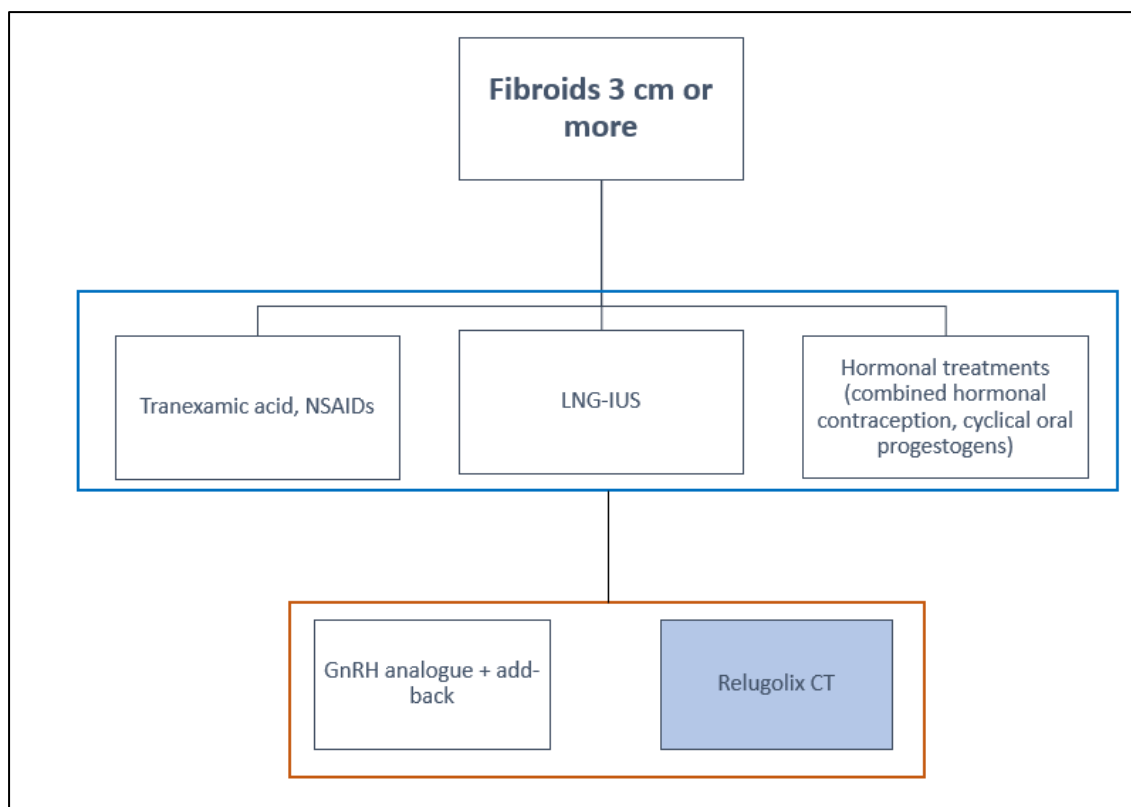 Fibroids 3 cm or
more
Tranexamic acid, NSAIDs
LNG-IUS
Hormonal treatments
(combined hormonal
contraception, cyclical oral
progestogens)
GnRH analogue + add-
back
Relugolix CT